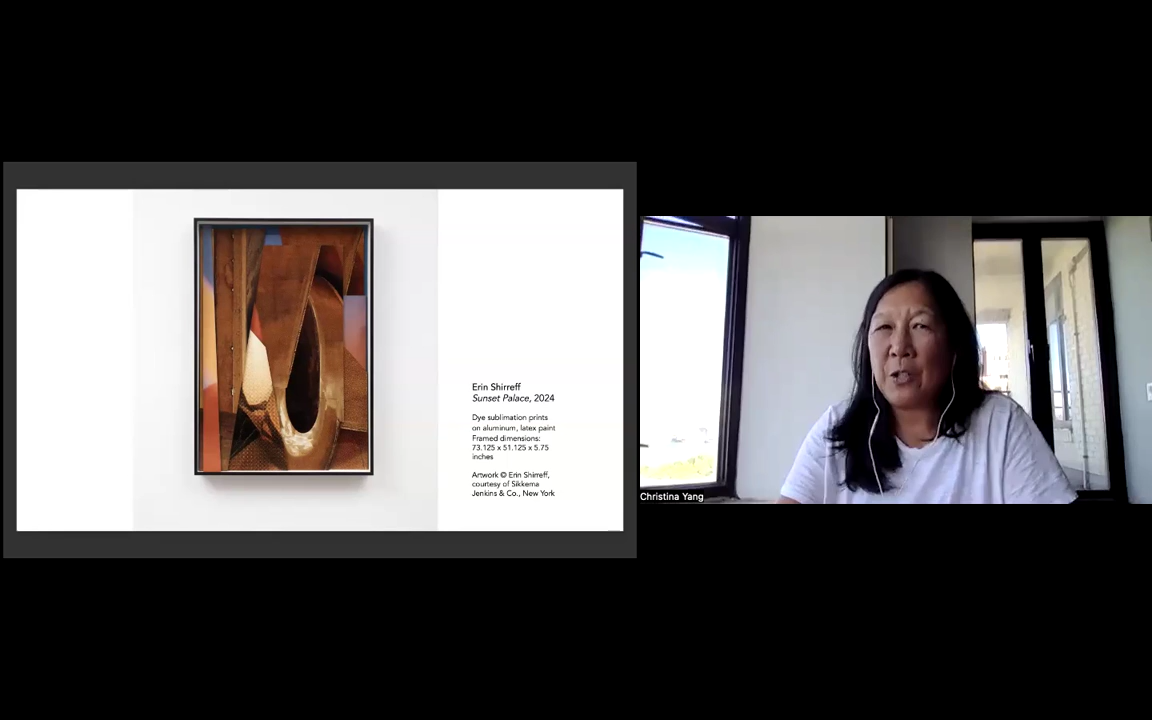 Erin Shirreff
Sunset Palace, 2024
Dye sublimation prints
on aluminum, latex paint
Framed dimensions:
73.125 x 51.125 x 5.75
inches
Artwork © Erin Shirreff,
courtesy of Sikkema
Jenkins & Co., New York
Christina Yang